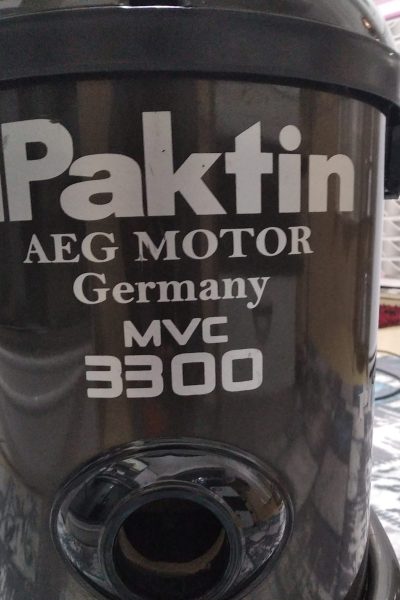 Paktin
AEG MOTOR
Germany
MVC
3300